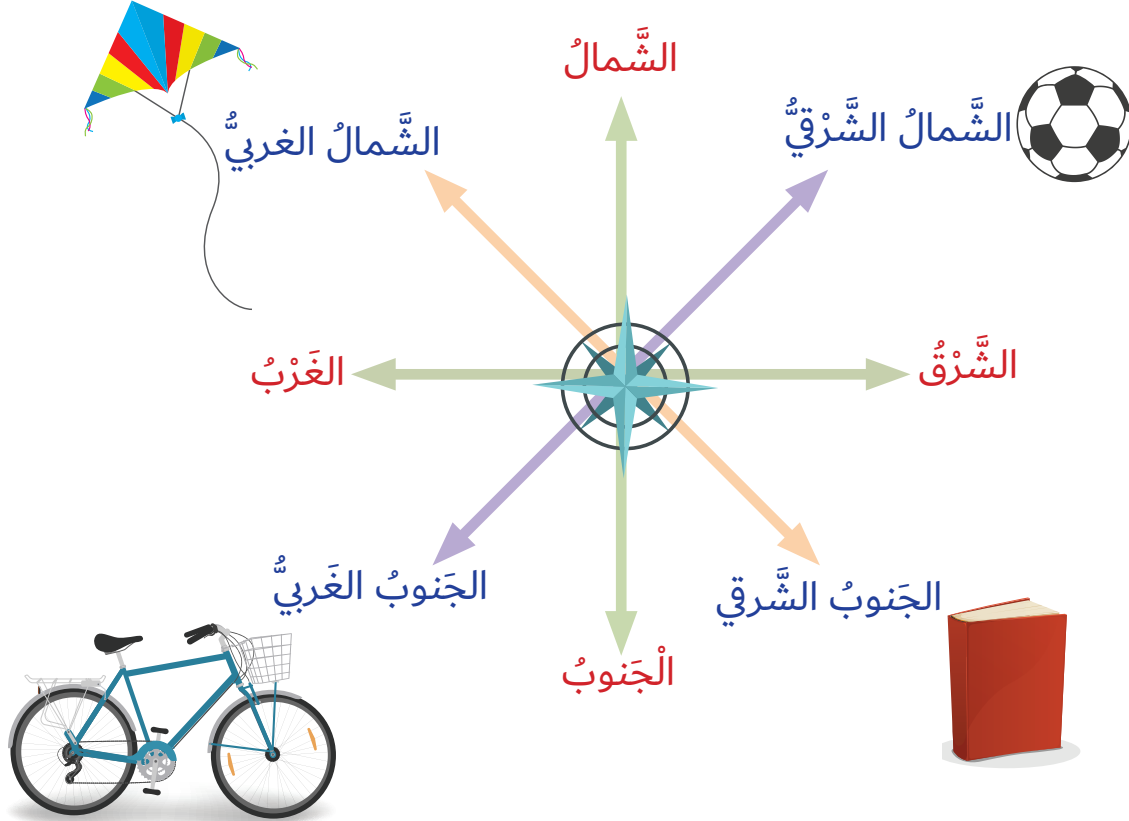 الشَّمالُ
الشَّمالُ الشَّرْقيُّ
الشَّمالُ الغربيُّ
الشَّرْقُ
الغَرْبُ
الجَنوبُ الشَّرقي
الجَنوبُ الغَربيُّ
الْجَنوبُ